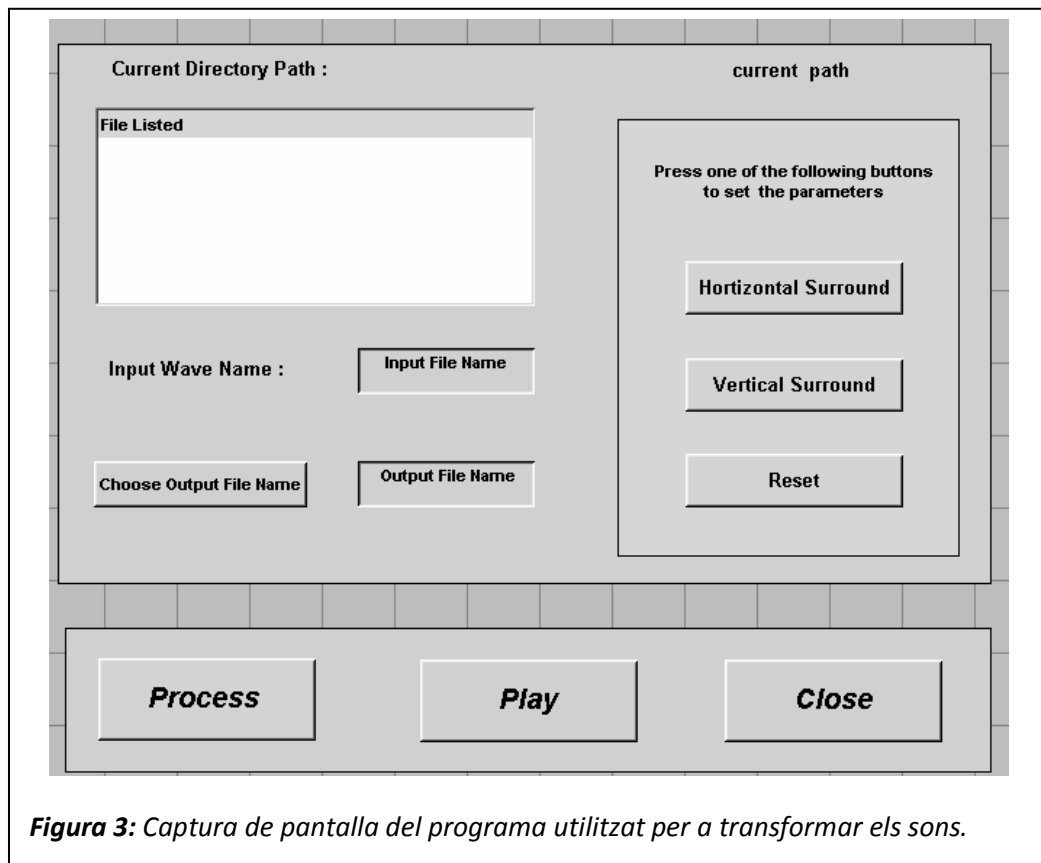 Current Directory Path :
current path
File Listed
Press one of the following buttons
to set the parameters
Hortizontal Surround
Input Wave Name :
Input File Name
Vertical Surround
Choose Output File Name
Output File Name
Reset
Process
Play
Close
Figura 3: Captura de pantalla del programa utilitzat per a transformar els sons.